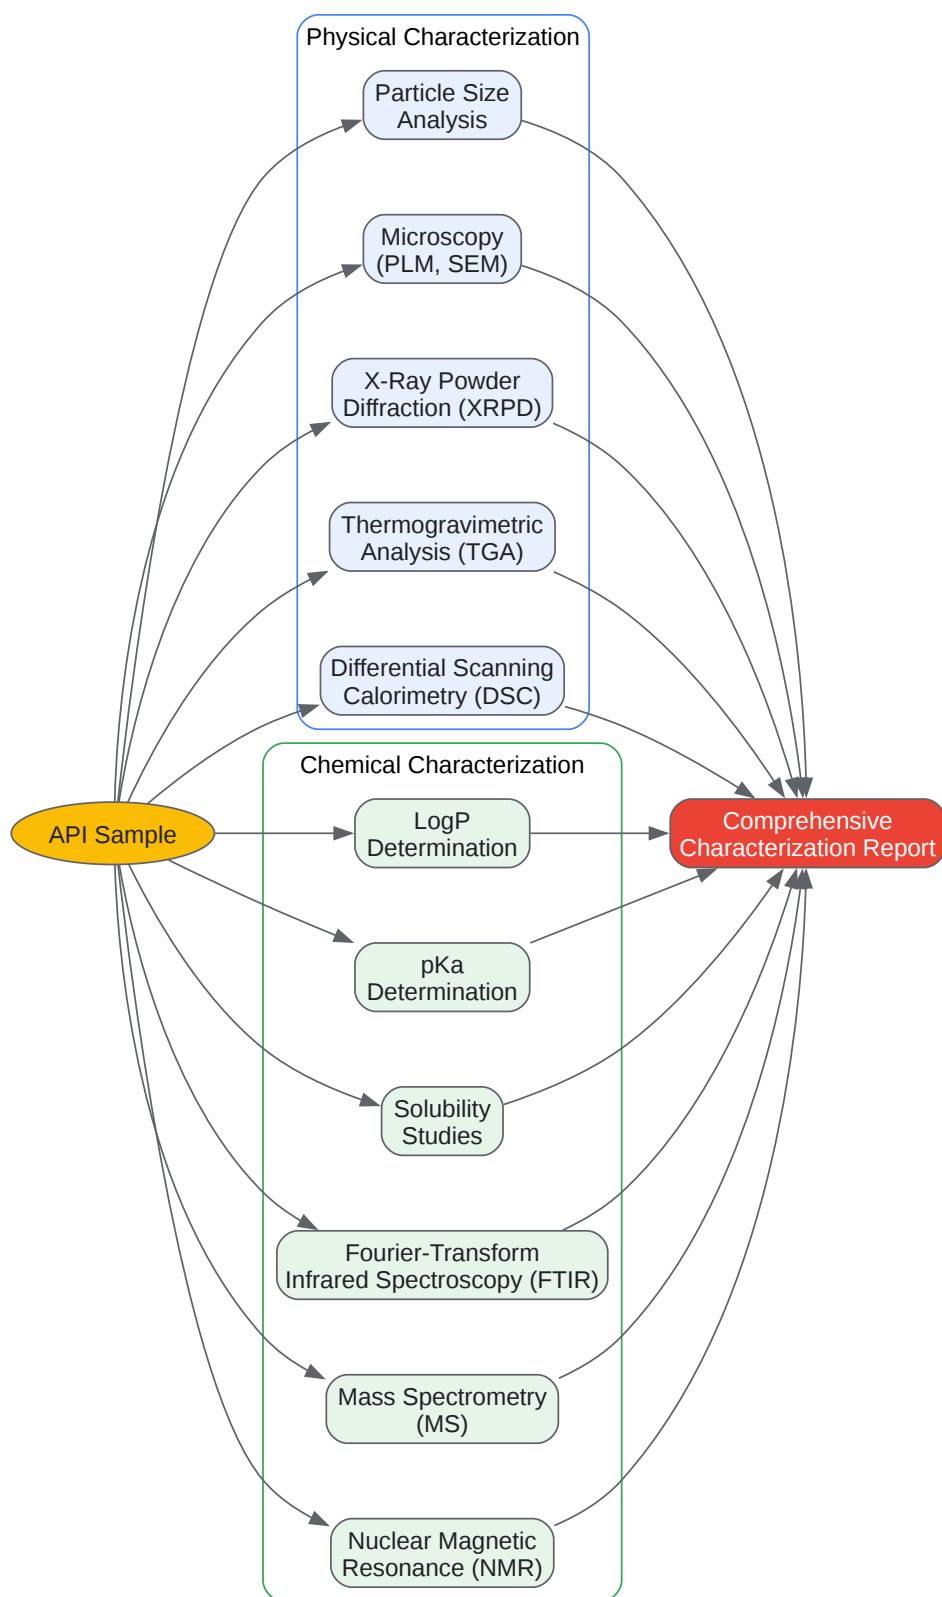 Physical Characterization
Particle Size
Analysis
Microscopy
(PLM, SEM)
X-Ray Powder
Diffraction (XRPD)
Thermogravimetric
Analysis (TGA)
Differential Scanning
Calorimetry (DSC)
Chemical Characterization
API Sample
LogP
Determination
Comprehensive
Characterization Report
pKa
Determination
Solubility
Studies
Fourier-Transform
Infrared Spectroscopy (FTIR)
Mass Spectrometry
(MS)
Nuclear Magnetic
Resonance (NMR)